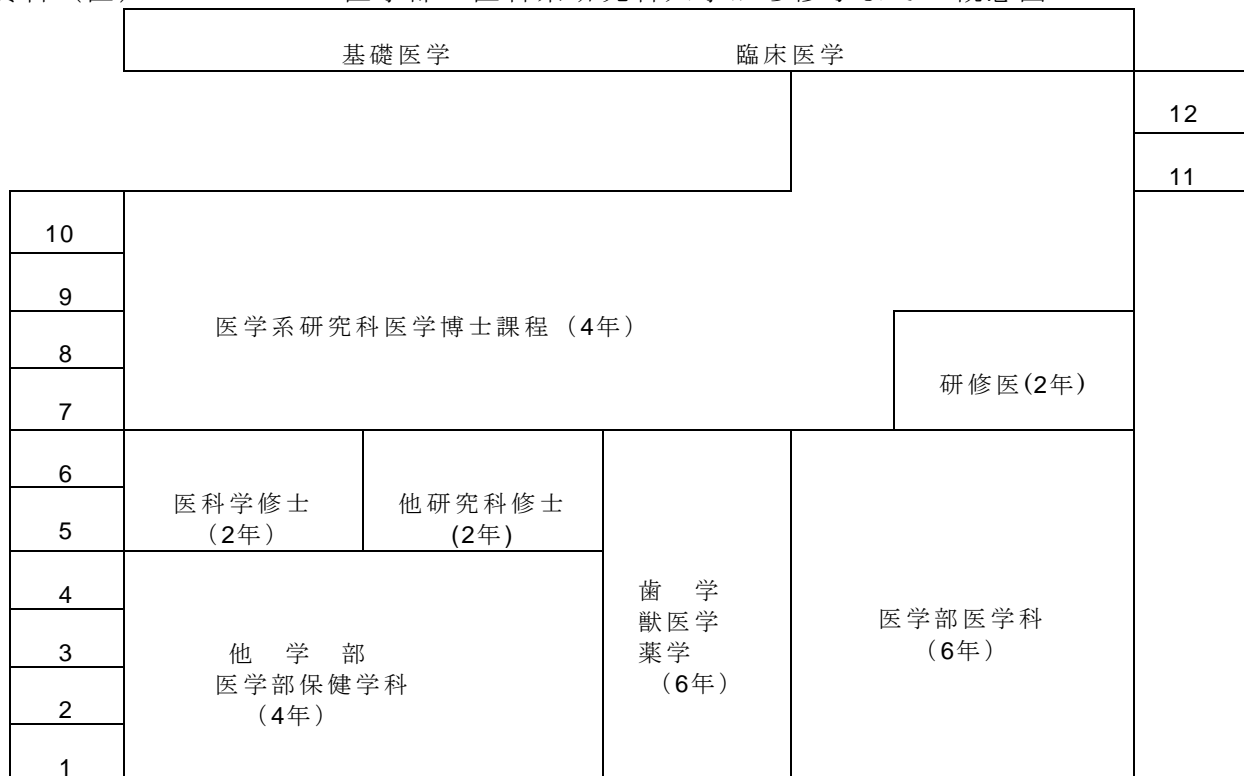 基礎医学 臨床医学
12
11
10
9
医学系研究科医学博士課程（4年）
8
研修医(2年)
7
6
医科学修士 他研究科修士
5
（2年） (2年)
4
歯 学
獣医学
薬学
（6年）
医学部医学科
（6年）
3
他 学 部
医学部保健学科
（4年）
2
1